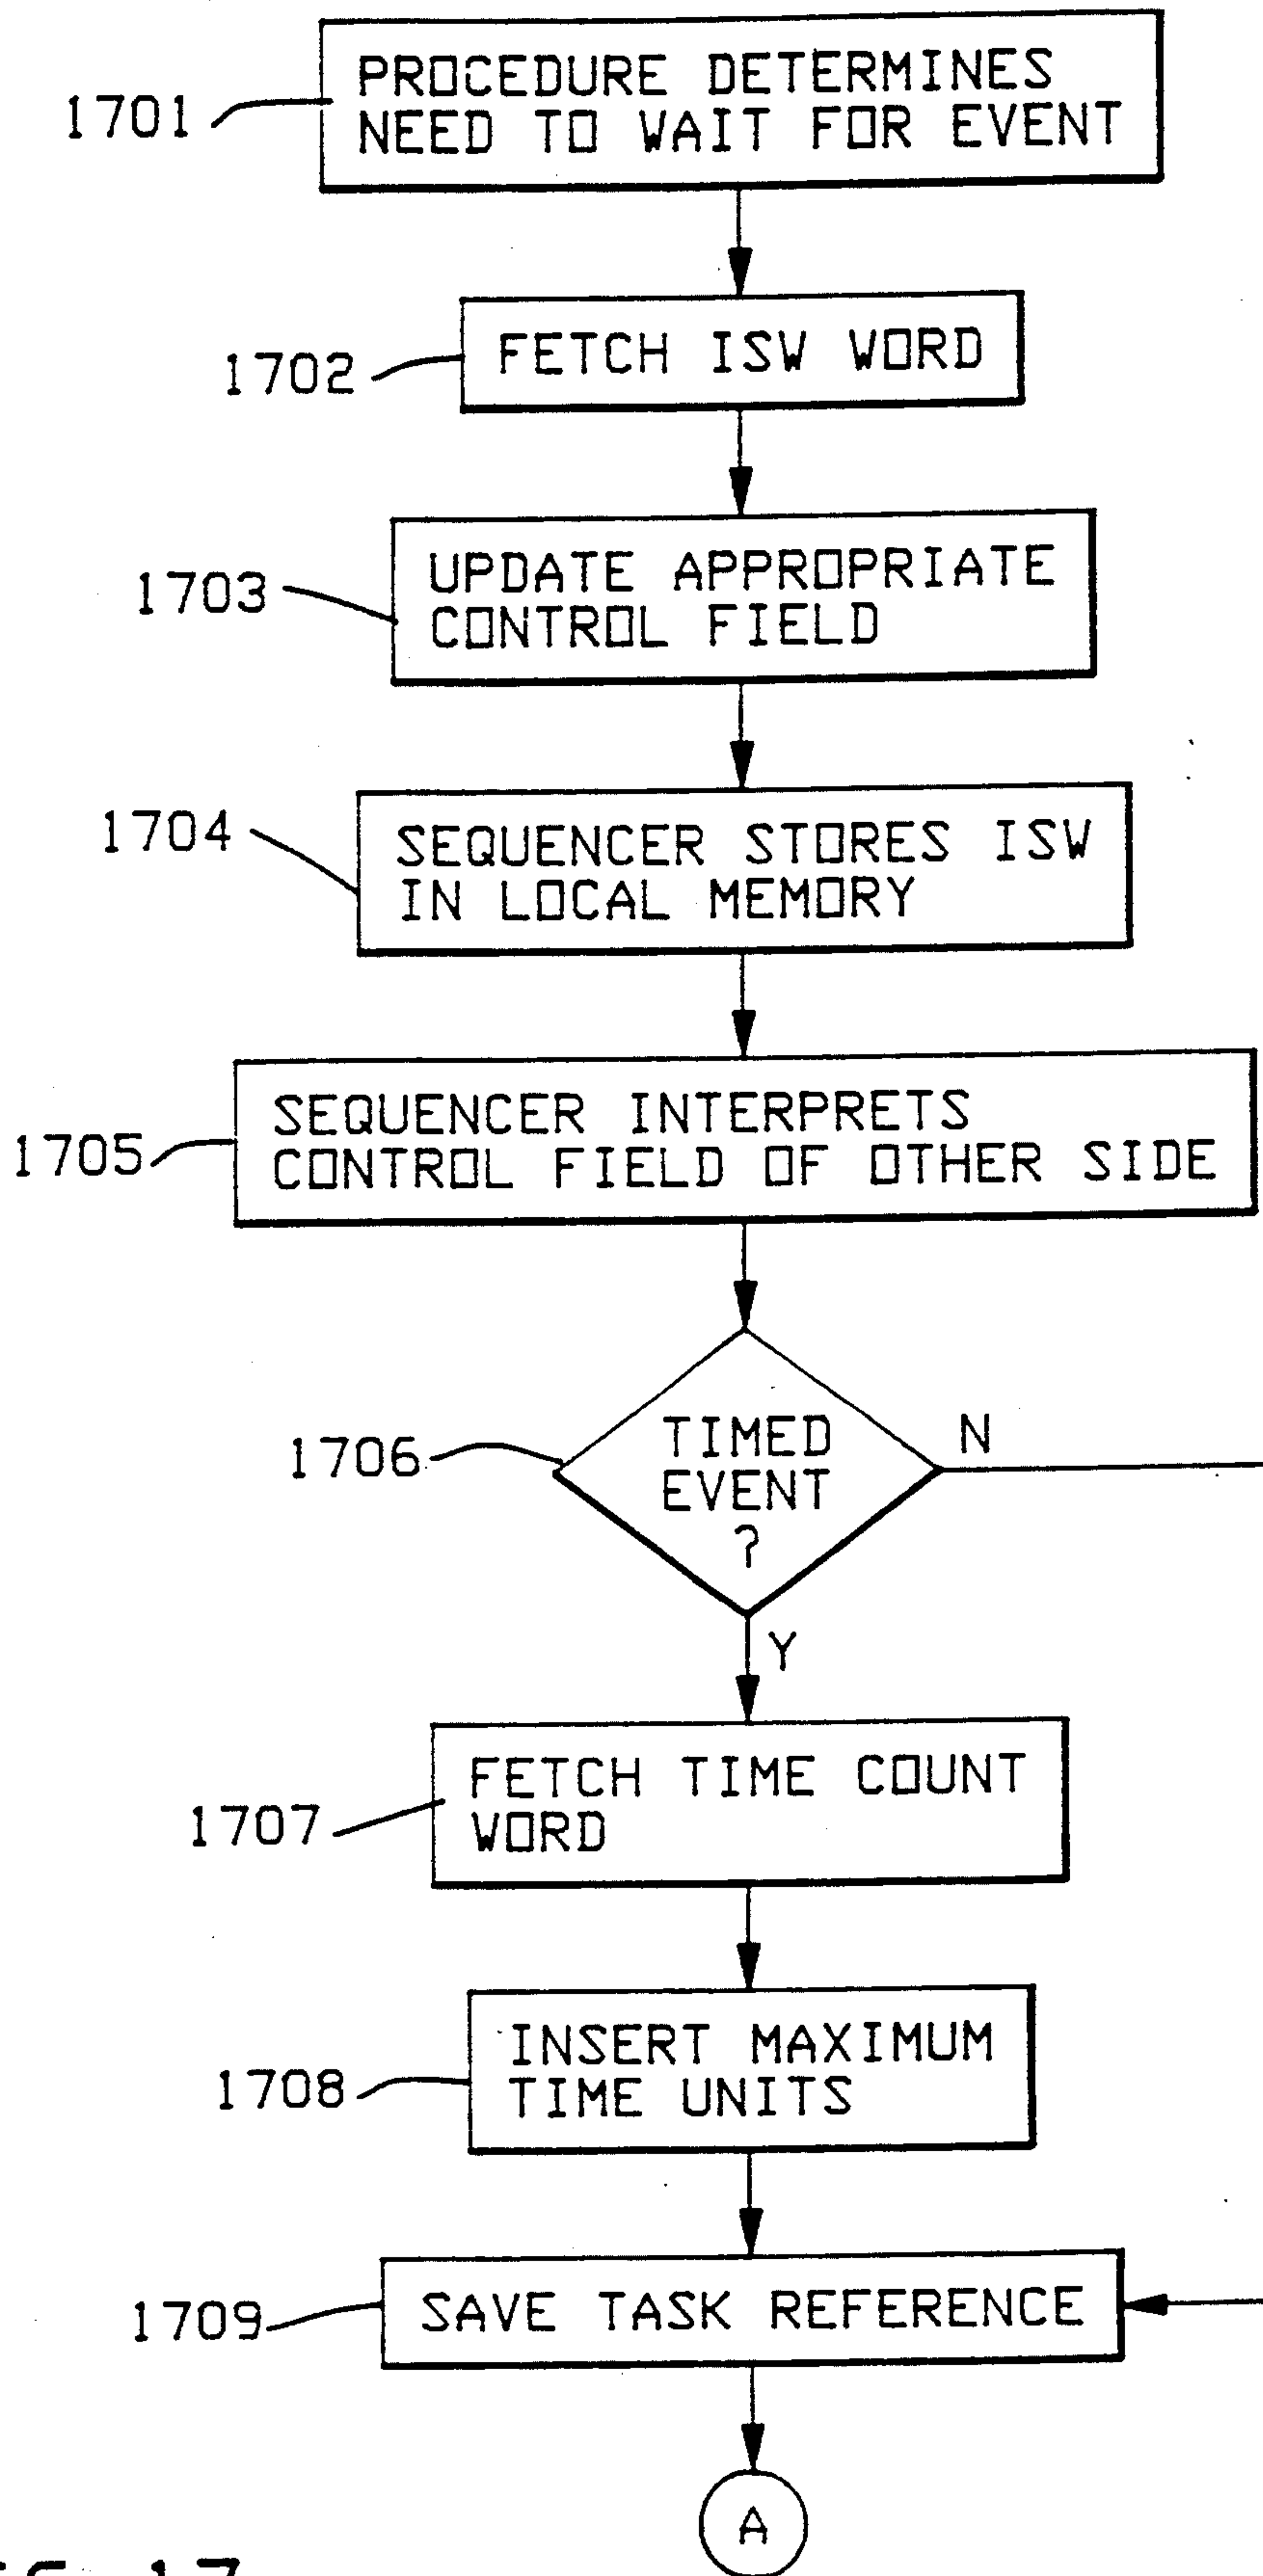 1701
PROCEDURE DETERMINES
NEED TO WAIT FOR EVENT
1702
FETCH ISW WORD
1703
UPDATE APPROPRIATE
CONTROL FIELD
1704
SEQUENCER STORES ISW
IN LOCAL MEMORY
1705
SEQUENCER INTERPRETS
CONTROL FIELD OF OTHER SIDE
1706
TIMED
EVENT
?
N
Y
1707
FETCH TIME COUNT
WORD
1708
INSERT MAXIMUM
TIME UNITS
1709
SAVE TASK REFERENCE
A